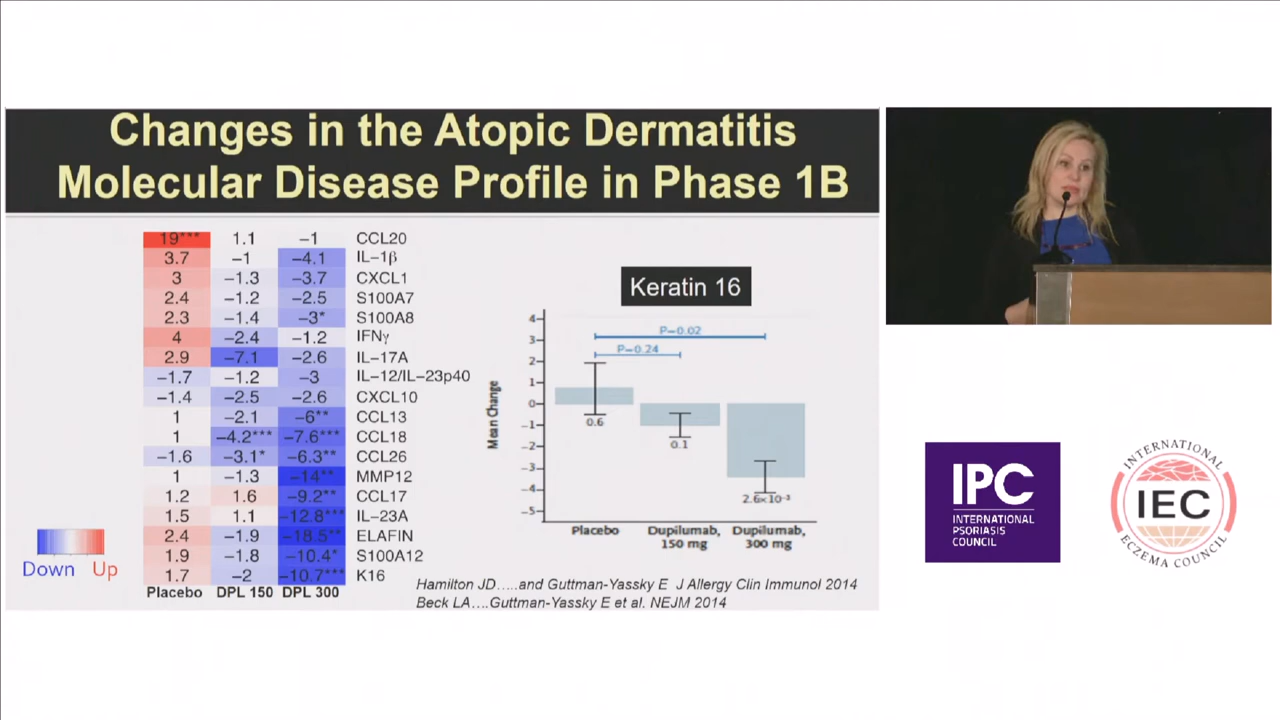 Changes in the Atopic Dermatitis
Molecular Disease Profile in Phase 1B
19*** 1.1 −1 CCL20
3.7 −1 −4.1 IL-1β
3 −1.3 −3.7 CXCL1
2.4 −1.2 −2.5 S100A7
2.3 −1.4 −3* S100A8
4 −2.4 −1.2 IFNγ
2.9 −7.1 −2.6 IL-17A
−1.7 −1.2 −3 IL-12/IL-23p40
−1.4 −2.5 −2.6 CXCL10
1 −2.1 −6** CCL13
1 −4.2*** −7.6*** CCL18
−1.6 −3.1* −6.3** CCL26
1 −1.3 −14** MMP12
1.2 1.6 −9.2** CCL17
1.5 1.1 −12.8*** IL-23A
2.4 −1.9 −18.5** ELAFIN
1.9 −1.8 −10.4* S100A12
1.7 −2 −10.7*** K16
Placebo DPL 150 DPL 300
Down Up
Keratin 16
Mean Change
4
3
2
1
0
−1
−2
−3
−4
−5
P=0.02
P=0.24
0.6
0.1
2.6×10⁻³
Placebo
Dupilumab,
150 mg
Dupilumab,
300 mg
Hamilton JD…..and Guttman-Yassky E J Allergy Clin Immunol 2014
Beck LA….Guttman-Yassky E et al. NEJM 2014
IPC
INTERNATIONAL
PSORIASIS
COUNCIL
INTERNATIONAL
IEC
ECZEMA COUNCIL